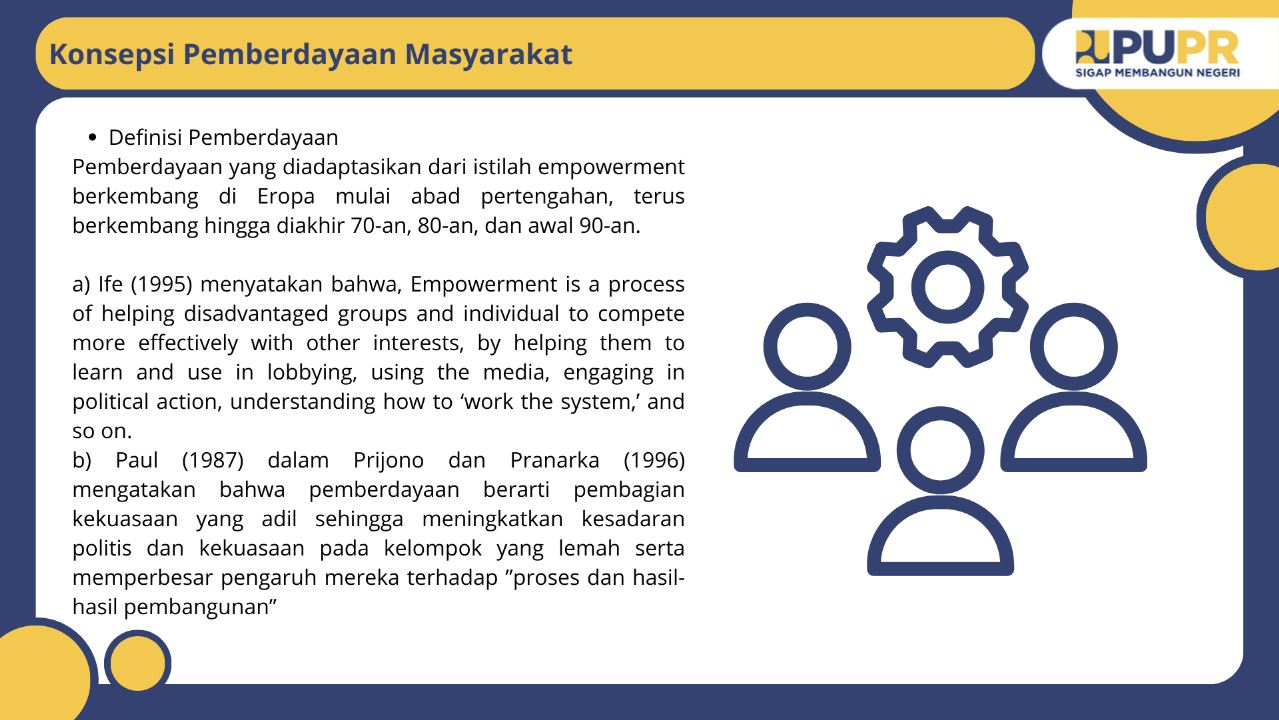 Konsepsi Pemberdayaan Masyarakat
PUPR
SIGAP MEMBANGUN NEGERI
• Definisi Pemberdayaan
Pemberdayaan yang diadaptasikan dari istilah empowerment
berkembang di Eropa mulai abad pertengahan, terus
berkembang hingga diakhir 70-an, 80-an, dan awal 90-an.
a) Ife (1995) menyatakan bahwa, Empowerment is a process
of helping disadvantaged groups and individual to compete
more effectively with other interests, by helping them to
learn and use in lobbying, using the media, engaging in
political action, understanding how to ‘work the system,’ and
so on.
b) Paul (1987) dalam Prijono dan Pranarka (1996)
mengatakan bahwa pemberdayaan berarti pembagian
kekuasaan yang adil sehingga meningkatkan kesadaran
politis dan kekuasaan pada kelompok yang lemah serta
memperbesar pengaruh mereka terhadap ”proses dan hasil-
hasil pembangunan”